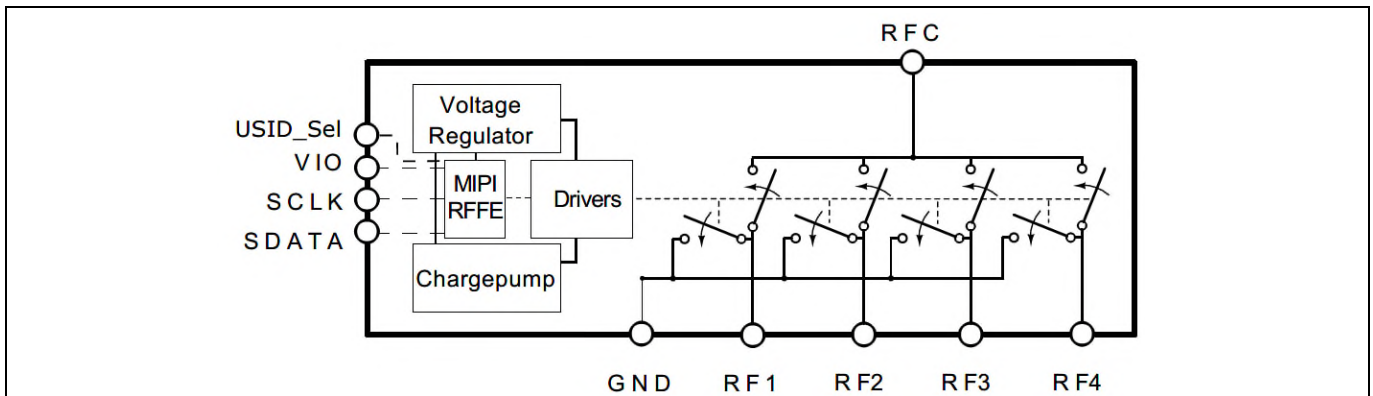 RFC
Voltage
Regulator
USID_Sel
VIO
SCLK
SDATA
MIPI
RFFE
Drivers
Chargepump
GND RF1 RF2 RF3 RF4